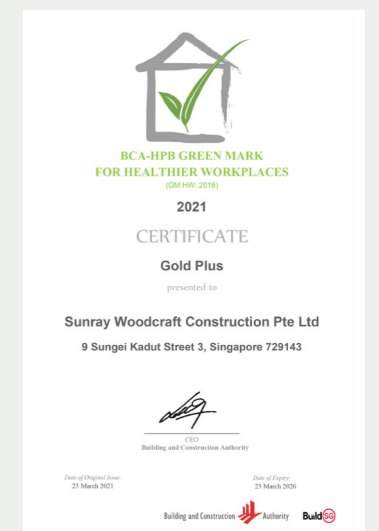 BCA-HPB GREEN MARK
FOR HEALTHIER WORKPLACES
(GM HW: 2018)
2021
CERTIFICATE
Gold Plus
presented to
Sunray Woodcraft Construction Pte Ltd
9 Sungei Kadut Street 3, Singapore 729143
CEO
Building and Construction Authority
Date of Original Issue: Date of Expiry:
23 March 2021 23 March 2026
Building and Construction Authority BuildSG